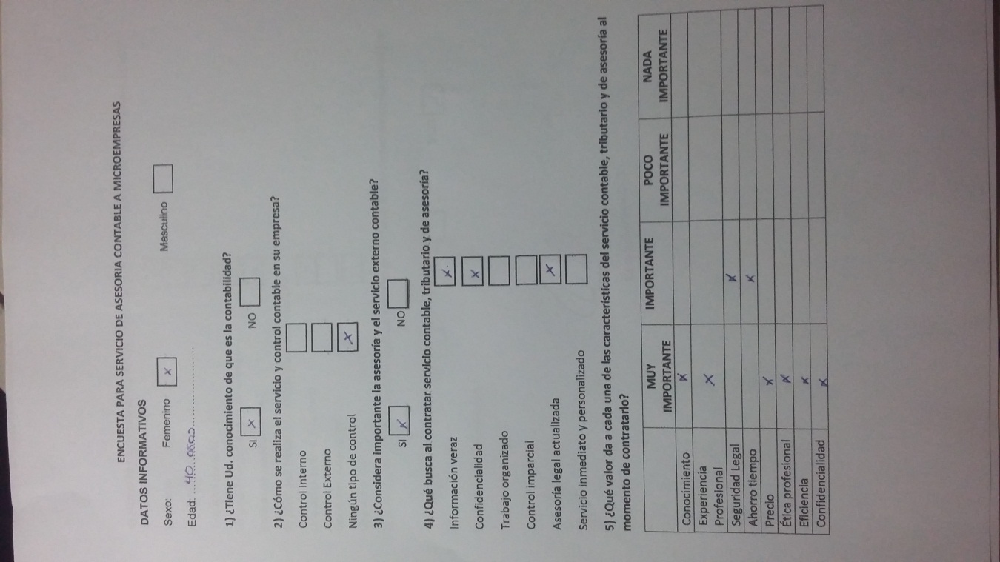 ENCUESTA PARA SERVICIO DE ASESORIA CONTABLE A MICROEMPRESAS
DATOS INFORMATIVOS
Sexo: Femenino x Masculino
Edad: 40 años
1) ¿Tiene Ud. conocimiento de que es la contabilidad?
SI x NO
2) ¿Cómo se realiza el servicio y control contable en su empresa?
Control Interno
Control Externo
Ningún tipo de control x
3) ¿Considera importante la asesoría y el servicio externo contable?
SI x NO
4) ¿Qué busca al contratar servicio contable, tributario y de asesoría?
Información veraz x
Confidencialidad x
Trabajo organizado
Control imparcial
Asesoría legal actualizada x
Servicio inmediato y personalizado
5) ¿Qué valor da a cada una de las características del servicio contable, tributario y de asesoría al
momento de contratarlo?
MUY IMPORTANTE IMPORTANTE POCO IMPORTANTE NADA IMPORTANTE
Conocimiento x
Experiencia
Profesional x
Seguridad Legal x
Ahorro tiempo x
Precio x
Ética profesional x
Eficiencia x
Confidencialidad x